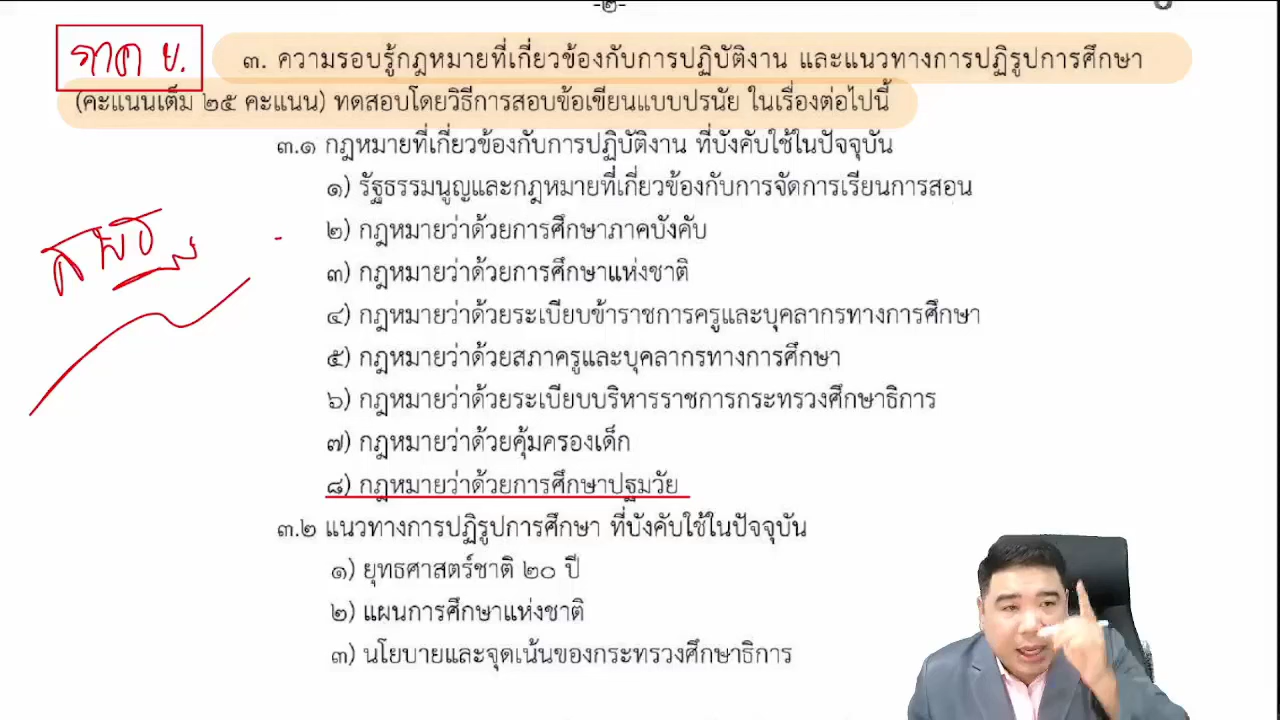 -๒-
ภาค ข.
๓. ความรอบรู้กฎหมายที่เกี่ยวข้องกับการปฏิบัติงาน และแนวทางการปฏิรูปการศึกษา
(คะแนนเต็ม ๒๕ คะแนน) ทดสอบโดยวิธีการสอบข้อเขียนแบบปรนัย ในเรื่องต่อไปนี้
๓.๑ กฎหมายที่เกี่ยวข้องกับการปฏิบัติงาน ที่บังคับใช้ในปัจจุบัน
๑) รัฐธรรมนูญและกฎหมายที่เกี่ยวข้องกับการจัดการเรียนการสอน
๒) กฎหมายว่าด้วยการศึกษาภาคบังคับ
๓) กฎหมายว่าด้วยการศึกษาแห่งชาติ
๔) กฎหมายว่าด้วยระเบียบข้าราชการครูและบุคลากรทางการศึกษา
๕) กฎหมายว่าด้วยสภาครูและบุคลากรทางการศึกษา
๖) กฎหมายว่าด้วยระเบียบบริหารราชการกระทรวงศึกษาธิการ
๗) กฎหมายว่าด้วยคุ้มครองเด็ก
๘) กฎหมายว่าด้วยการศึกษาปฐมวัย
๓.๒ แนวทางการปฏิรูปการศึกษา ที่บังคับใช้ในปัจจุบัน
๑) ยุทธศาสตร์ชาติ ๒๐ ปี
๒) แผนการศึกษาแห่งชาติ
๓) นโยบายและจุดเน้นของกระทรวงศึกษาธิการ